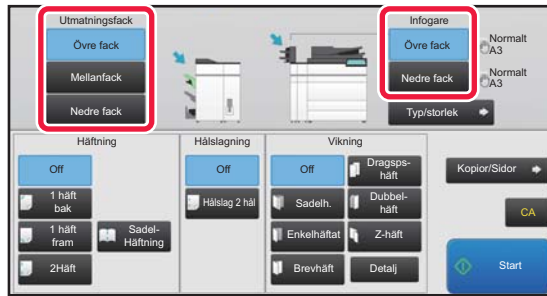 Utmatningsfack
Övre fack
Mellanfack
Nedre fack
Infogare
Övre fack
Normalt
A3
Nedre fack
Normalt
A3
Typ/storlek
Häftning
Off
1 häft
bak
1 häft
fram
Sadel-
Häftning
2Häft
Hålslagning
Off
Hålslag 2 hål
Vikning
Off
Dragsps-
häft
Sadelh.
Dubbel-
häft
Enkelhäftat
Z-häft
Brevhäft
Detalj
Kopior/Sidor
CA
Start